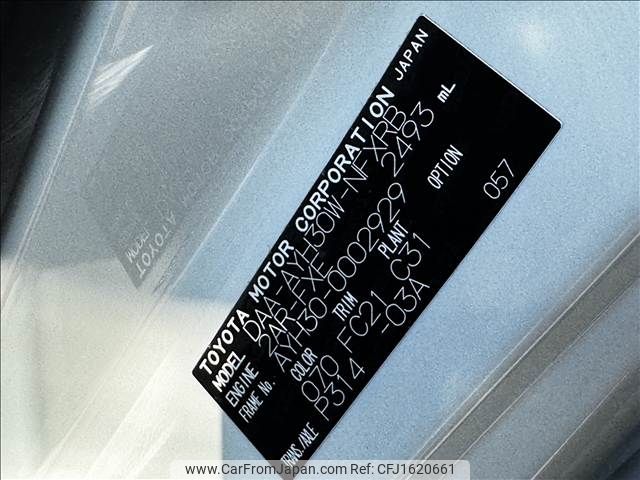 TOYOTA MOTOR CORPORATION JAPAN
MODEL DAA-AYH30W-NFXRB
ENGINE 2AR-FXE 2493 mL
FRAME No. AYH30-0002929
COLOR TRIM PLANT OPTION
070 FC21 C31 057
TRANS./AXLE P314 -03A
www.CarFromJapan.com | CFJ1620661